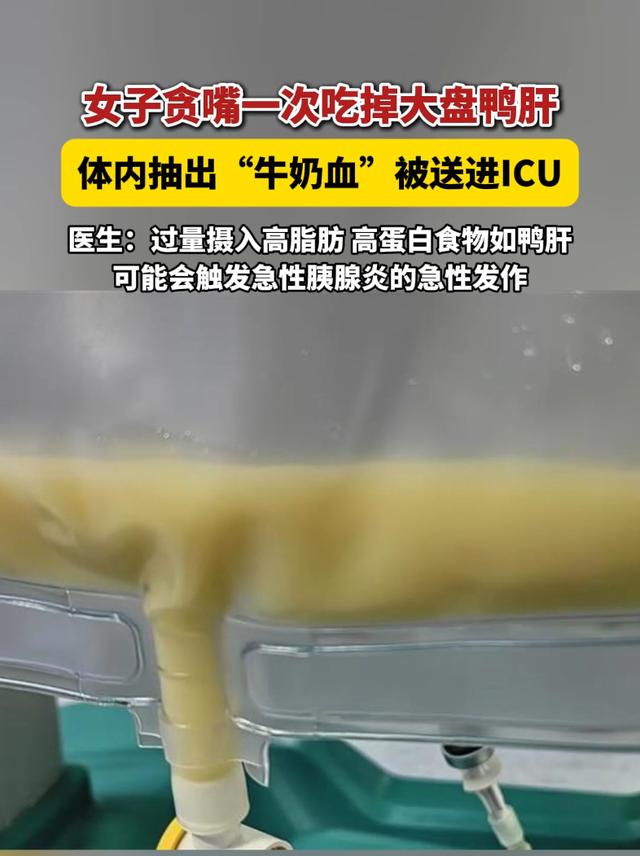 女子贪嘴一次吃掉大盘鸭肝
体内抽出“牛奶血”被送进ICU
医生：过量摄入高脂肪 高蛋白食物如鸭肝
可能会触发急性胰腺炎的急性发作